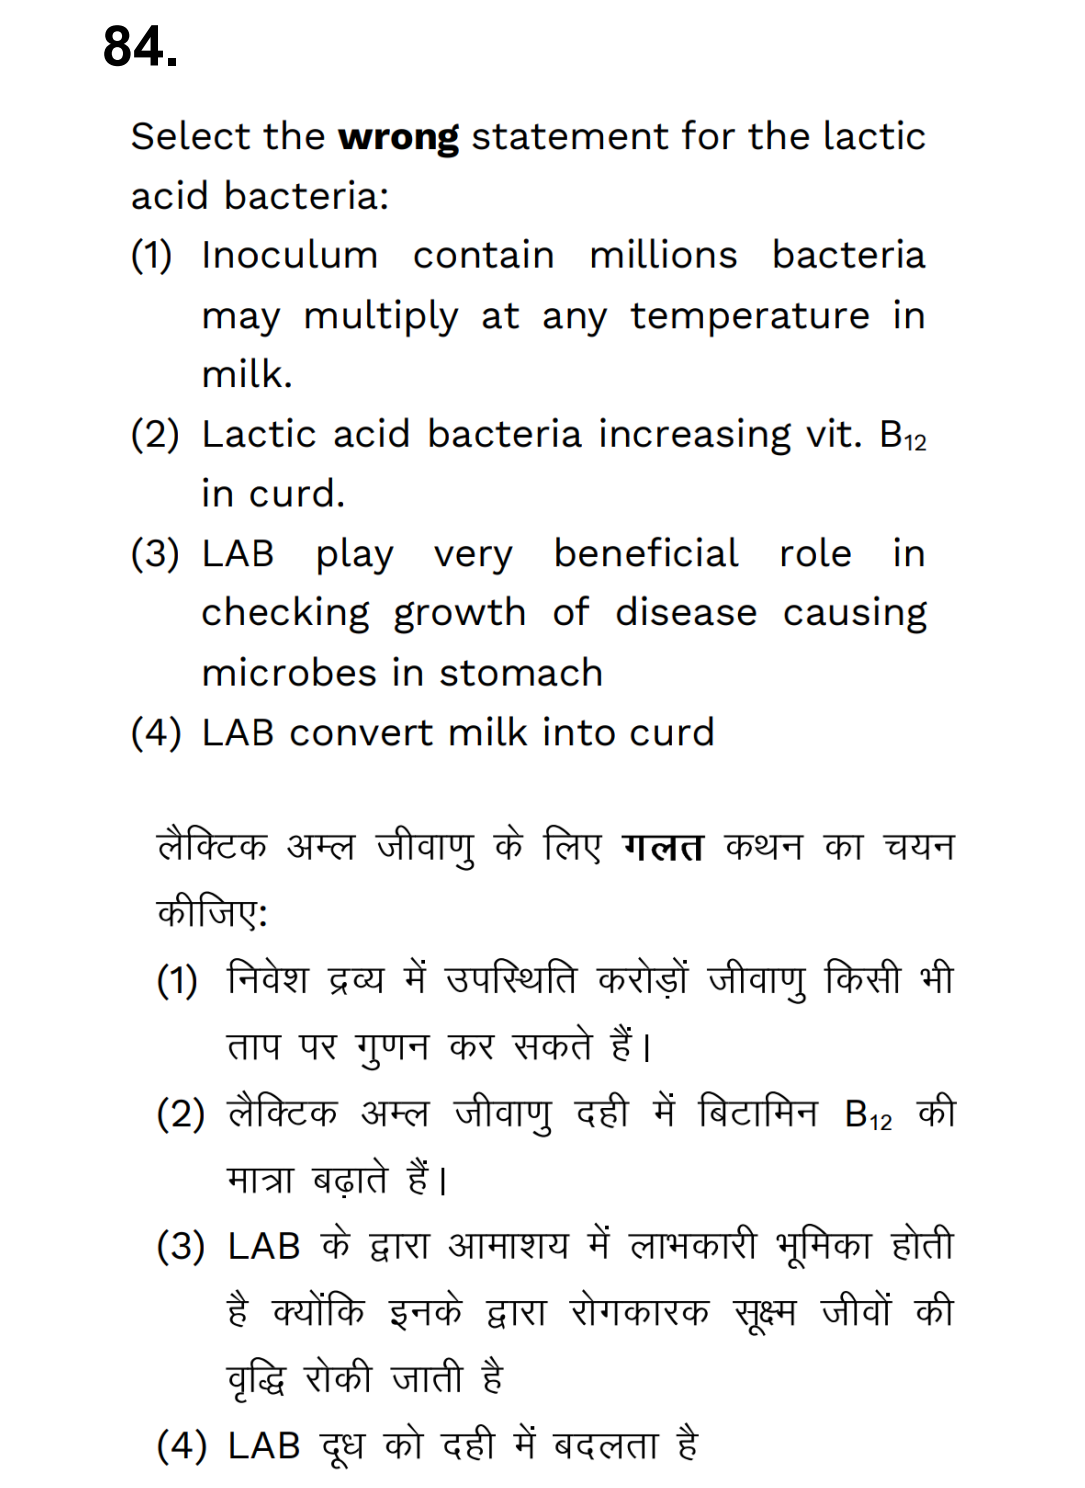 84.
Select the wrong statement for the lactic
acid bacteria:
(1) Inoculum contain millions bacteria
may multiply at any temperature in
milk.
(2) Lactic acid bacteria increasing vit. B₁₂
in curd.
(3) LAB play very beneficial role in
checking growth of disease causing
microbes in stomach
(4) LAB convert milk into curd
लैक्टिक अम्ल जीवाणु के लिए गलत कथन का चयन
कीजिए:
(1) निवेश द्रव्य में उपस्थिति करोड़ों जीवाणु किसी भी
ताप पर गुणन कर सकते हैं।
(2) लैक्टिक अम्ल जीवाणु दही में बिटामिन B₁₂ की
मात्रा बढ़ाते हैं।
(3) LAB के द्वारा आमाशय में लाभकारी भूमिका होती
है क्योंकि इनके द्वारा रोगकारक सूक्ष्म जीवों की
वृद्धि रोकी जाती है
(4) LAB दूध को दही में बदलता है